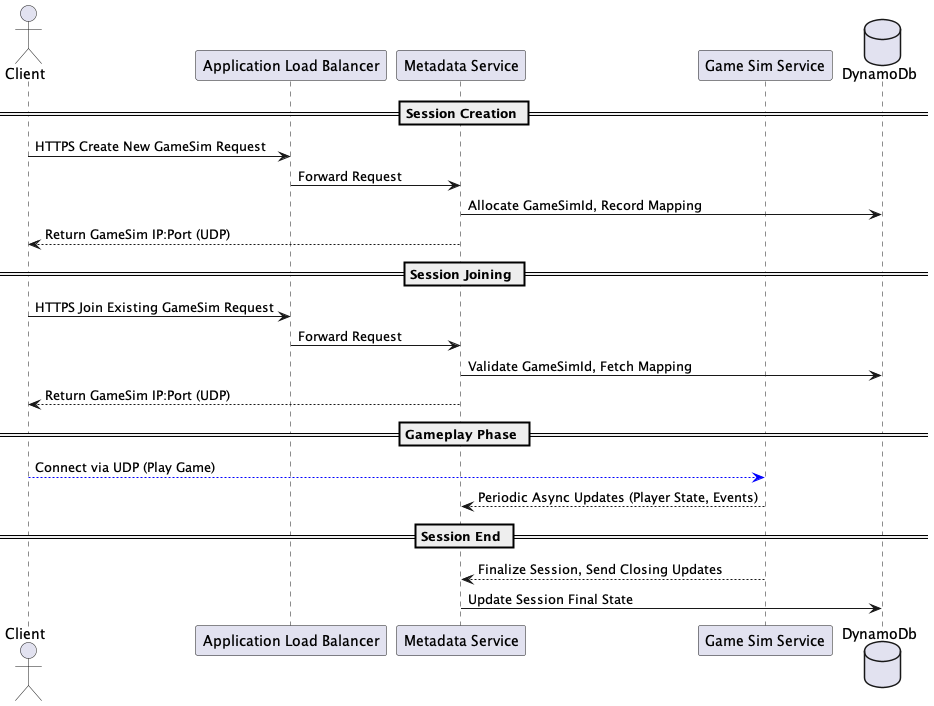 Client
Application Load Balancer
Metadata Service
Game Sim Service
DynamoDb
Session Creation
HTTPS Create New GameSim Request
Forward Request
Allocate GameSimId, Record Mapping
Return GameSim IP:Port (UDP)
Session Joining
HTTPS Join Existing GameSim Request
Forward Request
Validate GameSimId, Fetch Mapping
Return GameSim IP:Port (UDP)
Gameplay Phase
Connect via UDP (Play Game)
Periodic Async Updates (Player State, Events)
Session End
Finalize Session, Send Closing Updates
Update Session Final State
Client
Application Load Balancer
Metadata Service
Game Sim Service
DynamoDb